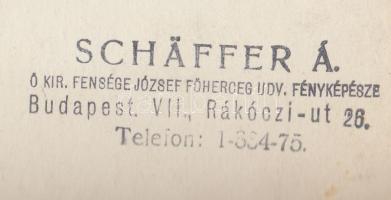 SCHÄFFER Á.
Ő KIR. FENSÉGE JÓZSEF FŐHERCEG UDV. FÉNYKÉPÉSZE
Budapest. VII., Rákóczi-ut 26.
Telefon: 1-334-75.